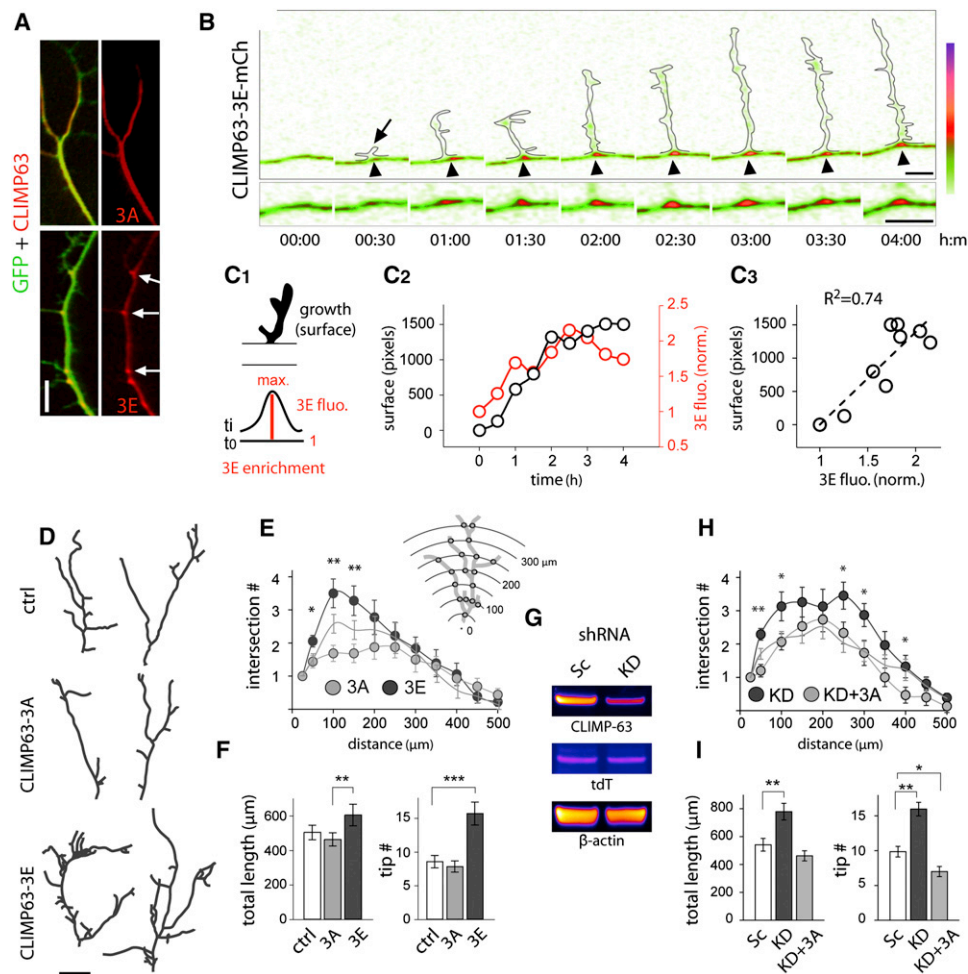 A
GFP + CLIMP63
3A
3E
B
CLIMP63-3E-mCh
00:00 00:30 01:00 01:30 02:00 02:30 03:00 03:30 04:00 h:m
C1
growth
(surface)
max.
3E fluo.
ti
to
1
3E enrichment
C2
surface (pixels)
1500
1000
500
0
2.5
2
1.5
1
0.5
3E fluo. (norm.)
0 1 2 3 4
time (h)
C3
R²=0.74
surface (pixels)
1500
1000
500
0
1 1.5 2
3E fluo. (norm.)
D
ctrl
CLIMP63-3A
CLIMP63-3E
E
intersection #
4
3
2
1
* ** **
3A 3E
0 100 200 300 400 500
distance (µm)
300 µm
200
100
0
F
total length (µm)
800
600
400
200
0
**
ctrl 3A 3E
tip #
15
10
5
0
***
ctrl 3A 3E
G
shRNA
Sc KD
CLIMP-63
tdT
β-actin
H
intersection #
4
3
2
1
** * * * *
KD KD+3A
0 100 200 300 400 500
distance (µm)
I
total length (µm)
800
600
400
200
0
**
Sc KD KD+3A
tip #
15
10
5
0
*
**
Sc KD KD+3A